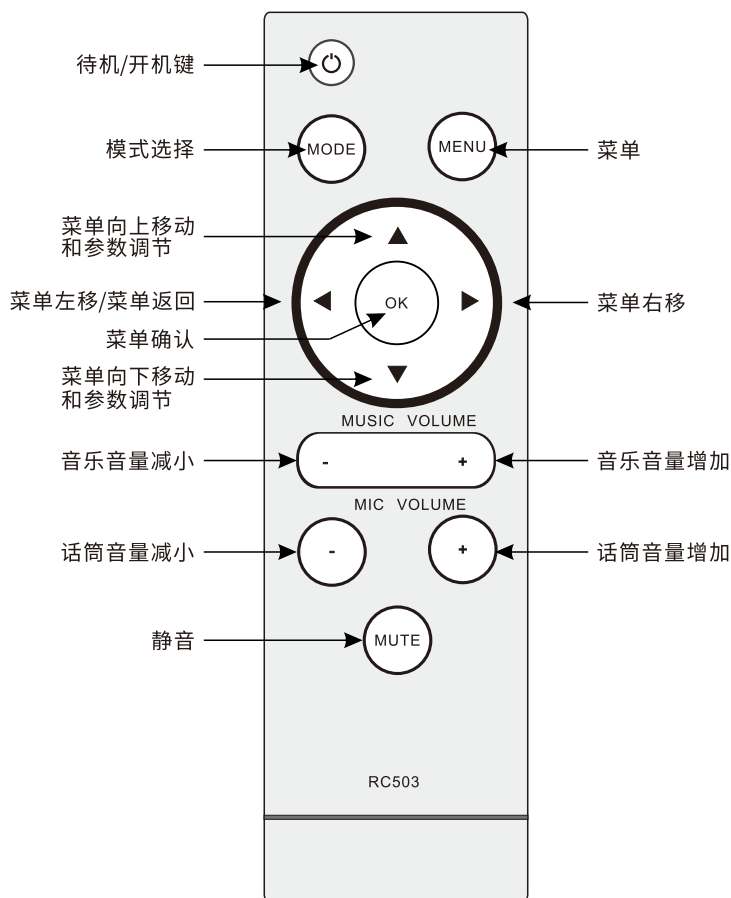 待机/开机键
模式选择
MODE
MENU
菜单
菜单向上移动
和参数调节
菜单左移/菜单返回
OK
菜单右移
菜单确认
菜单向下移动
和参数调节
MUSIC VOLUME
音乐音量减小
- +
音乐音量增加
MIC VOLUME
话筒音量减小
- +
话筒音量增加
静音
MUTE
RC503